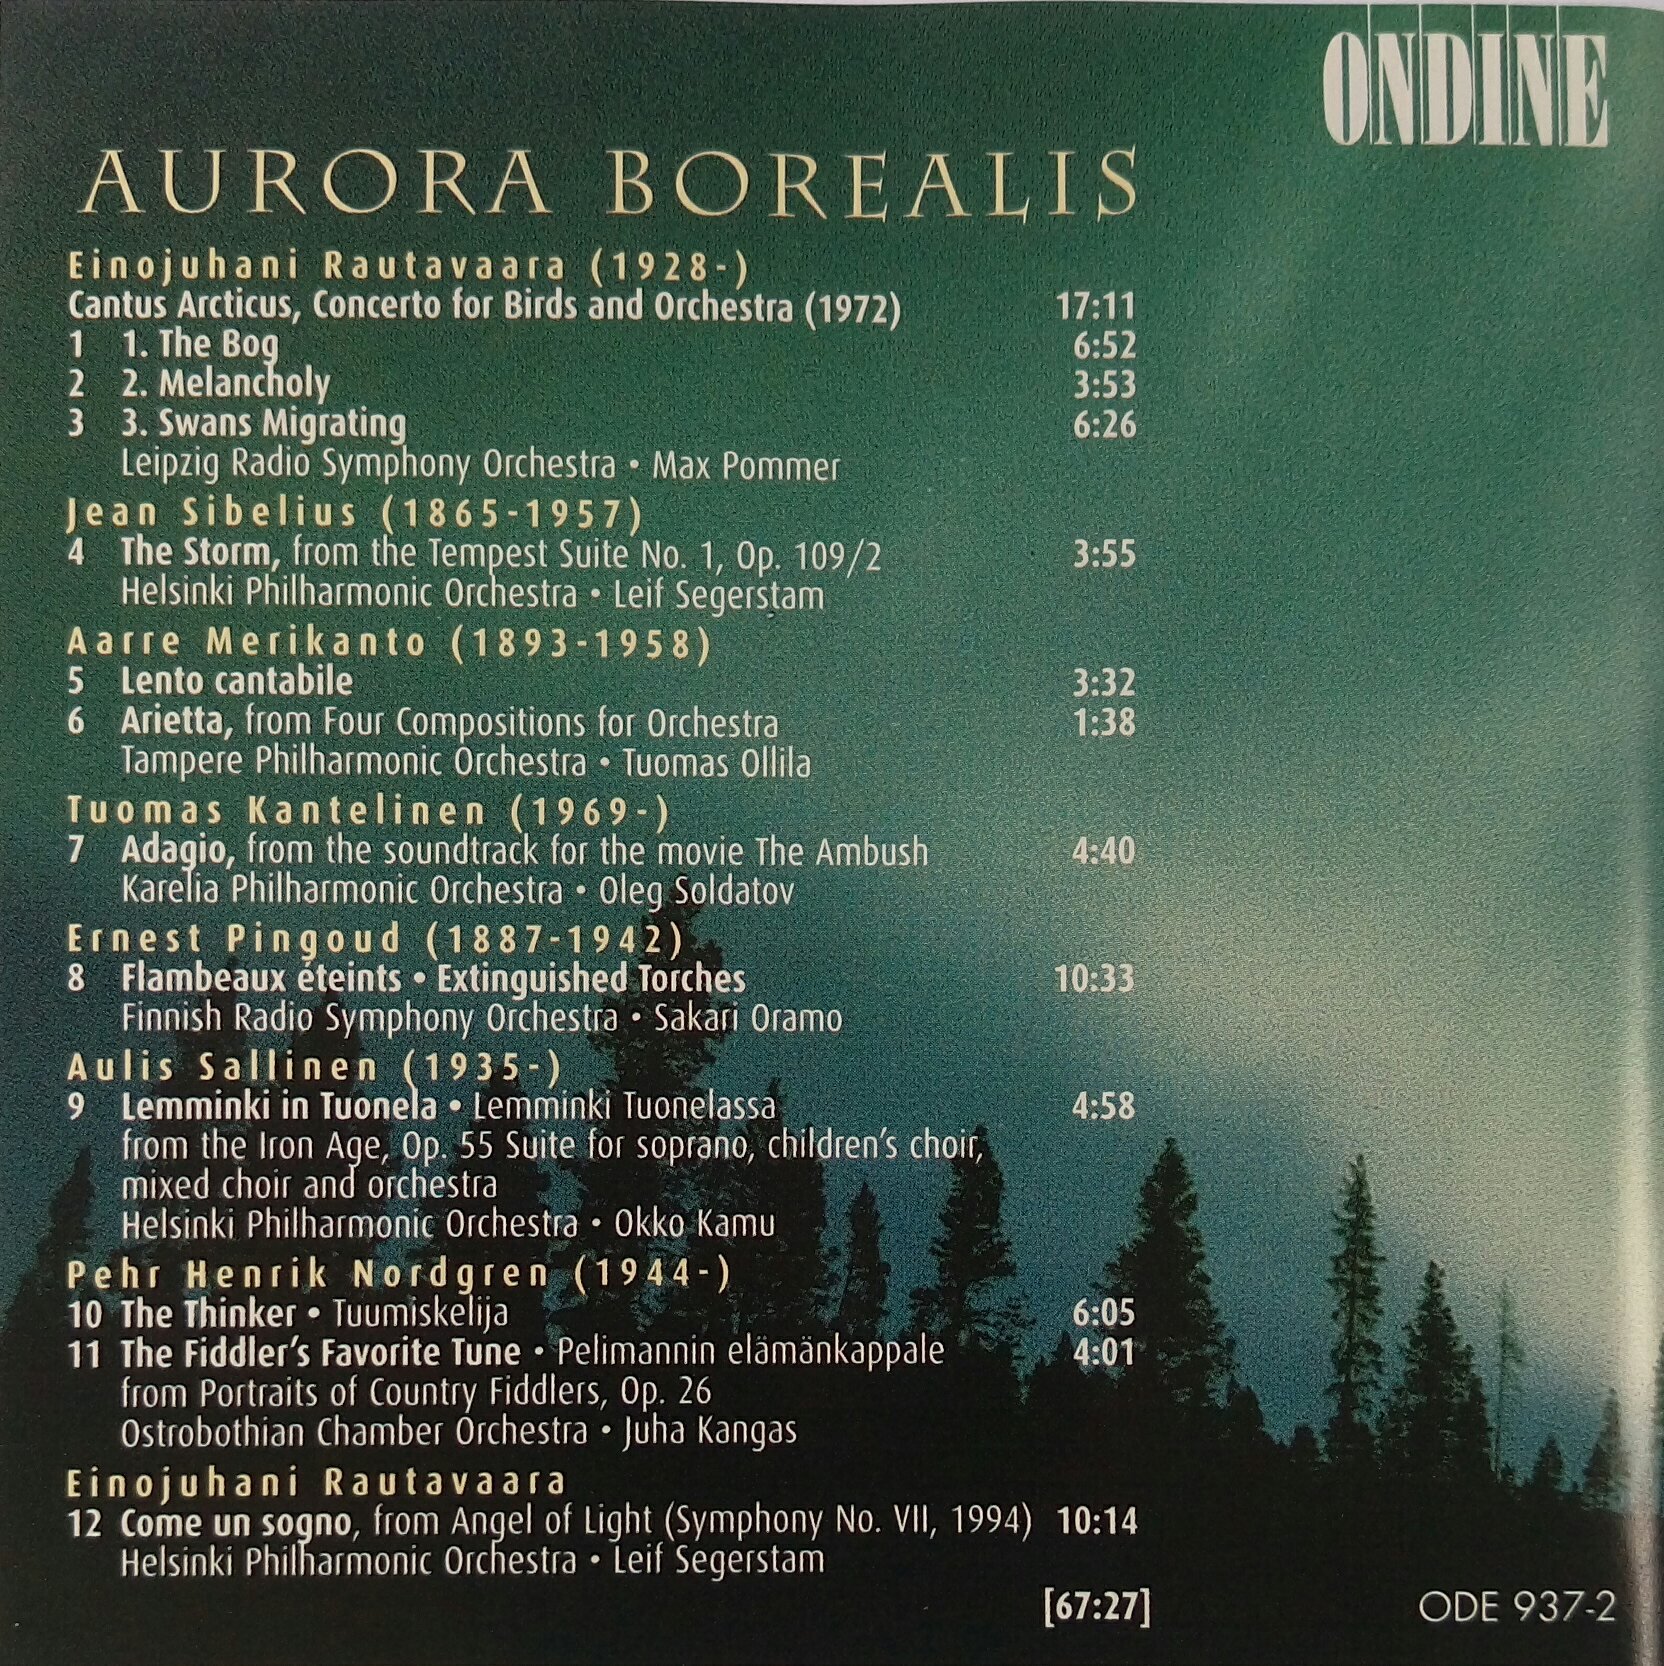 ONDINE
AURORA BOREALIS
Einojuhani Rautavaara (1928-)
Cantus Arcticus, Concerto for Birds and Orchestra (1972) 17:11
1 1. The Bog 6:52
2 2. Melancholy 3:53
3 3. Swans Migrating 6:26
Leipzig Radio Symphony Orchestra • Max Pommer
Jean Sibelius (1865-1957)
4 The Storm, from the Tempest Suite No. 1, Op. 109/2 3:55
Helsinki Philharmonic Orchestra • Leif Segerstam
Aarre Merikanto (1893-1958)
5 Lento cantabile 3:32
6 Arietta, from Four Compositions for Orchestra 1:38
Tampere Philharmonic Orchestra • Tuomas Ollila
Tuomas Kantelinen (1969-)
7 Adagio, from the soundtrack for the movie The Ambush 4:40
Karelia Philharmonic Orchestra • Oleg Soldatov
Ernest Pingoud (1887-1942)
8 Flambeaux éteints • Extinguished Torches 10:33
Finnish Radio Symphony Orchestra • Sakari Oramo
Aulis Sallinen (1935-)
9 Lemminki in Tuonela • Lemminki Tuonelassa 4:58
from the Iron Age, Op. 55 Suite for soprano, children's choir,
mixed choir and orchestra
Helsinki Philharmonic Orchestra • Okko Kamu
Pehr Henrik Nordgren (1944-)
10 The Thinker • Tuumiskelija 6:05
11 The Fiddler's Favorite Tune • Pelimannin elämänkappale 4:01
from Portraits of Country Fiddlers, Op. 26
Ostrobothian Chamber Orchestra • Juha Kangas
Einojuhani Rautavaara
12 Come un sogno, from Angel of Light (Symphony No. VII, 1994) 10:14
Helsinki Philharmonic Orchestra • Leif Segerstam
[67:27]
ODE 937-2